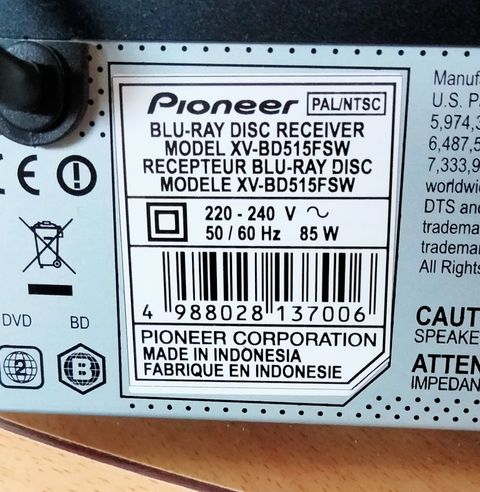 Pioneer PAL/NTSC
BLU-RAY DISC RECEIVER
MODEL XV-BD515FSW
RECEPTEUR BLU-RAY DISC
MODELE XV-BD515FSW
220 - 240 V ~
50 / 60 Hz 85 W
4 988028 137006
PIONEER CORPORATION
MADE IN INDONESIA
FABRIQUE EN INDONESIE
CE
DVD BD
2 B
Manuf
U.S. P
5,974,3
6,487,5
7,333,9
worldwid
DTS and
trademar
trademar
All Rights
CAUT
SPEAKE
ATTEN
IMPEDAN